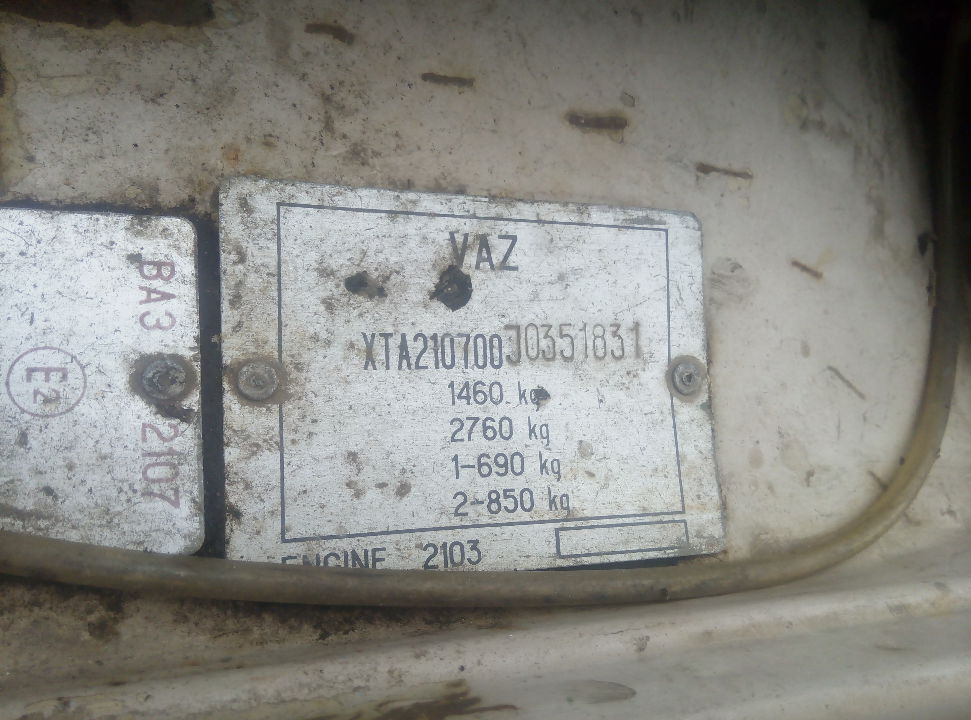 VAZ
XTA210700J0351831
1460 kg
2760 kg
1-690 kg
2-850 kg
ENGINE 2103
ВАЗ 2107
E2